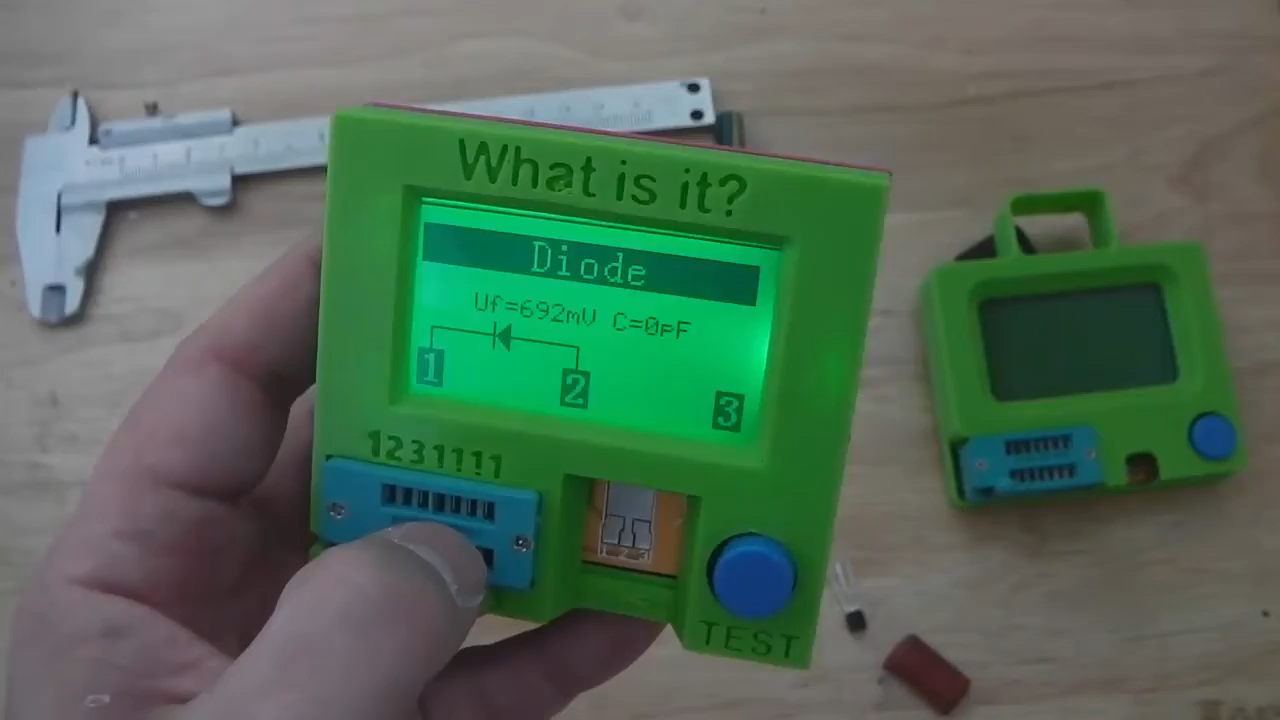 What is it?
Diode
Uf=692mV C=0pF
1
2
3
1231111
TEST